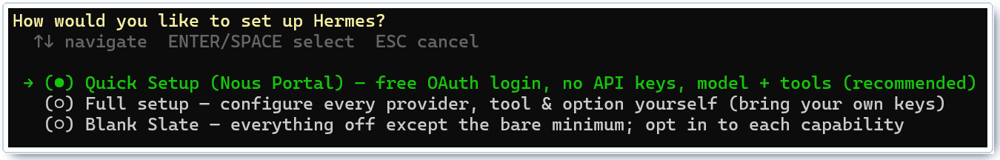 How would you like to set up Hermes?
↑↓ navigate  ENTER/SPACE select  ESC cancel
→ (●) Quick Setup (Nous Portal) — free OAuth login, no API keys, model + tools (recommended)
(○) Full setup — configure every provider, tool & option yourself (bring your own keys)
(○) Blank Slate — everything off except the bare minimum; opt in to each capability